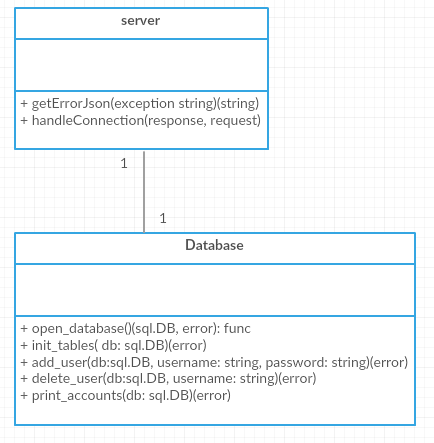 server
+ getErrorJson(exception string)(string)
+ handleConnection(response, request)
1
1
Database
+ open_database()(sql.DB, error): func
+ init_tables( db: sql.DB)(error)
+ add_user(db:sql.DB, username: string, password: string)(error)
+ delete_user(db:sql.DB, username: string)(error)
+ print_accounts(db: sql.DB)(error)